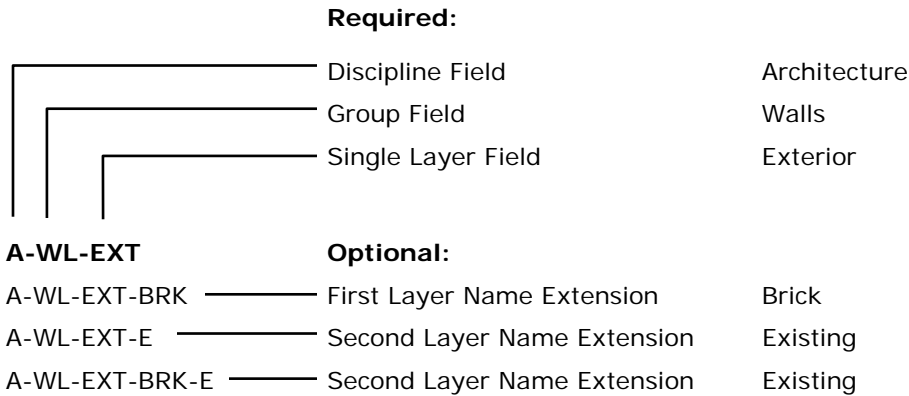 Required:
Discipline Field Architecture
Group Field Walls
Single Layer Field Exterior
A-WL-EXT Optional:
A-WL-EXT-BRK First Layer Name Extension Brick
A-WL-EXT-E Second Layer Name Extension Existing
A-WL-EXT-BRK-E Second Layer Name Extension Existing